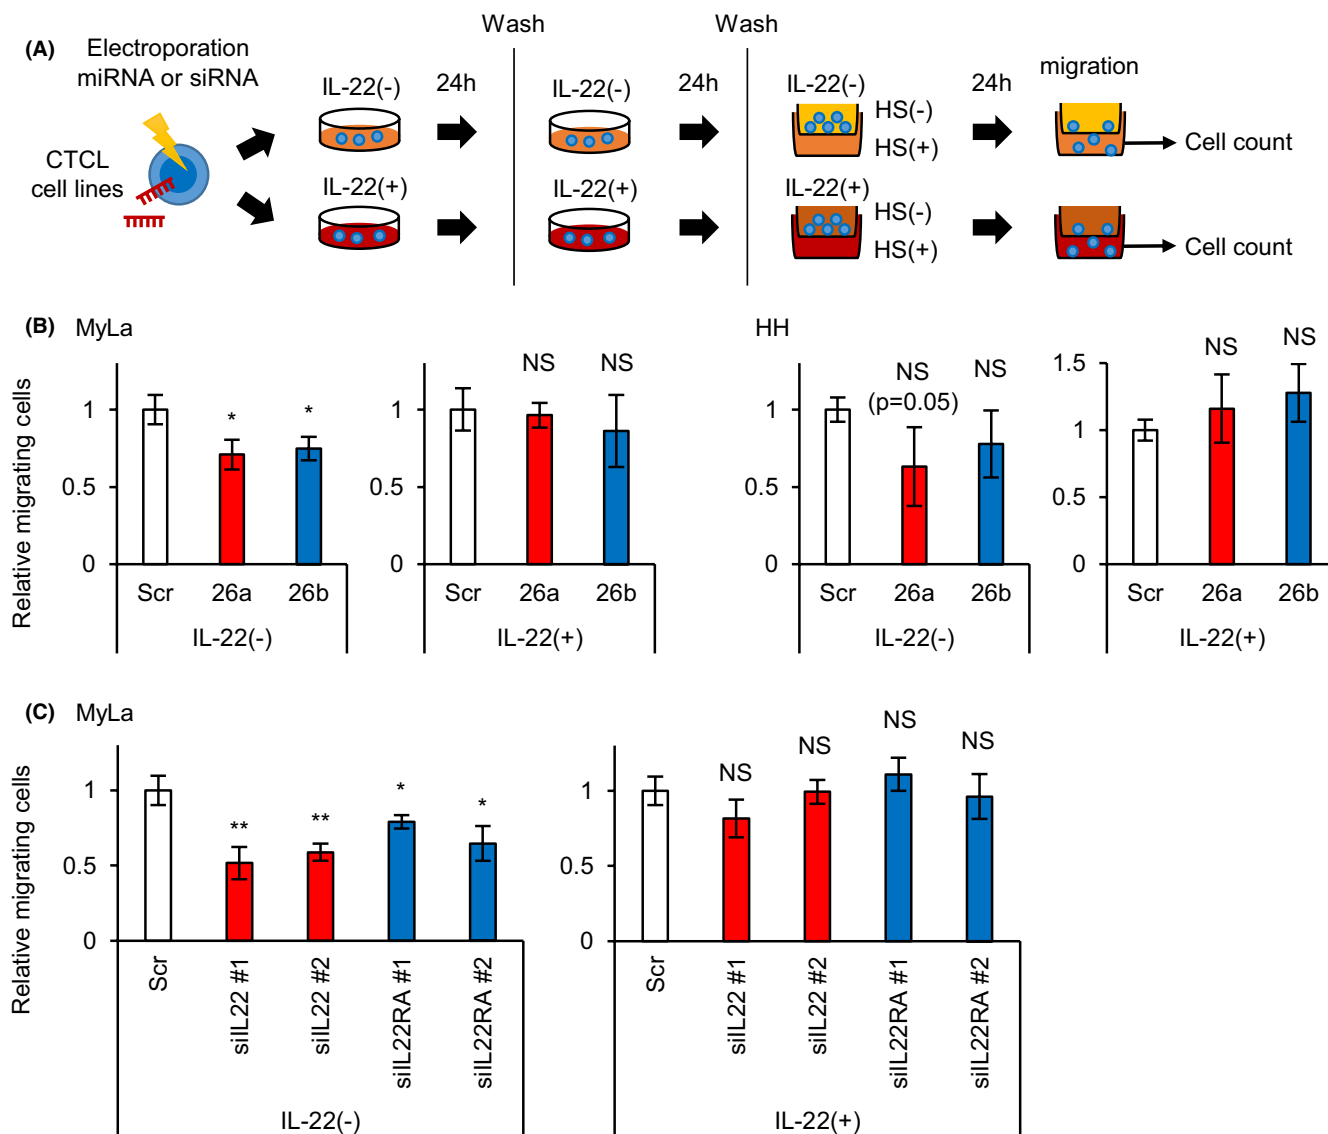 (A)
Electroporation
miRNA or siRNA
CTCL
cell lines
IL-22(-)
IL-22(+)
24h
Wash
IL-22(-)
IL-22(+)
24h
Wash
IL-22(-)
HS(-)
HS(+)
IL-22(+)
HS(-)
HS(+)
24h
migration
Cell count
Cell count
(B)
MyLa
Relative migrating cells
1
0.5
0
*
*
Scr
26a
26b
IL-22(-)
1
0.5
0
NS
NS
Scr
26a
26b
IL-22(+)
HH
1
0.5
0
NS
(p=0.05)
NS
Scr
26a
26b
IL-22(-)
1.5
1
0.5
0
NS
NS
Scr
26a
26b
IL-22(+)
(C)
MyLa
Relative migrating cells
1
0.5
0
**
**
*
*
Scr
siIL22 #1
siIL22 #2
siIL22RA #1
siIL22RA #2
IL-22(-)
1
0.5
0
NS
NS
NS
NS
Scr
siIL22 #1
siIL22 #2
siIL22RA #1
siIL22RA #2
IL-22(+)